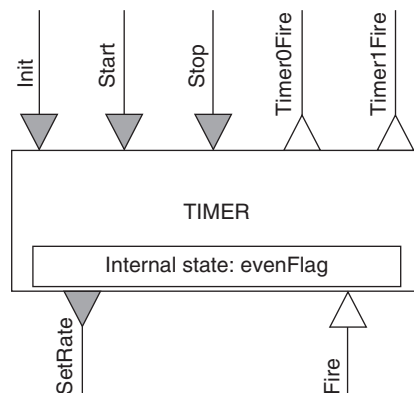 Init
Start
Stop
Timer0Fire
Timer1Fire
TIMER
Internal state: evenFlag
SetRate
Fire